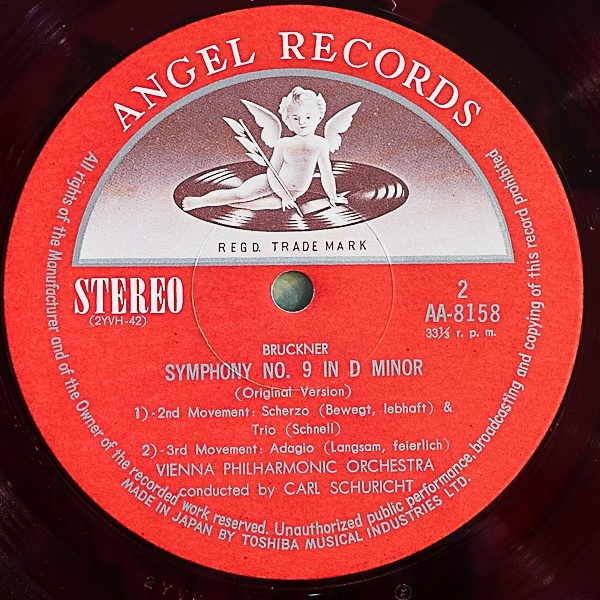 ANGEL RECORDS
REGD. TRADE MARK
STEREO
(2YVH-42)
2
AA-8158
33⅓ r. p. m.
BRUCKNER
SYMPHONY NO. 9 IN D MINOR
(Original Version)
1)-2nd Movement: Scherzo (Bewegt, lebhaft) &
Trio (Schnell)
2)-3rd Movement: Adagio (Langsam, feierlich)
VIENNA PHILHARMONIC ORCHESTRA
conducted by CARL SCHURICHT
All rights of the Manufacturer and of the Owner of the recorded work reserved. Unauthorized public performance, broadcasting and copying of this record prohibited
MADE IN JAPAN BY TOSHIBA MUSICAL INDUSTRIES LTD.